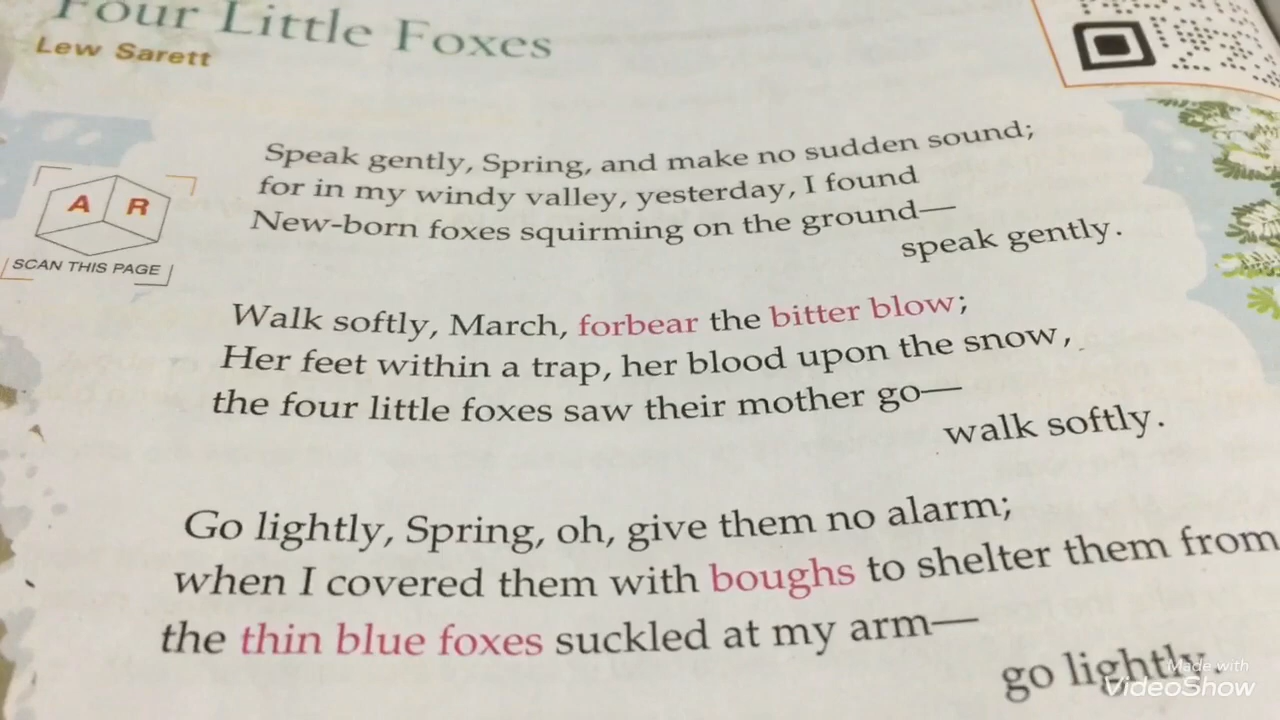 Four Little Foxes
Lew Sarett
Speak gently, Spring, and make no sudden sound;
for in my windy valley, yesterday, I found
New-born foxes squirming on the ground—
speak gently.
A R
SCAN THIS PAGE
Walk softly, March, forbear the bitter blow;
Her feet within a trap, her blood upon the snow,
the four little foxes saw their mother go—
walk softly.
Go lightly, Spring, oh, give them no alarm;
when I covered them with boughs to shelter them from
the thin blue foxes suckled at my arm—
go lightly.
Made with
VideoShow